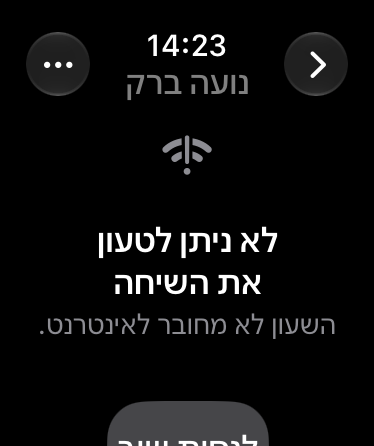 14:23
נועה ברק
לא ניתן לטעון
את השיחה
השעון לא מחובר לאינטרנט.